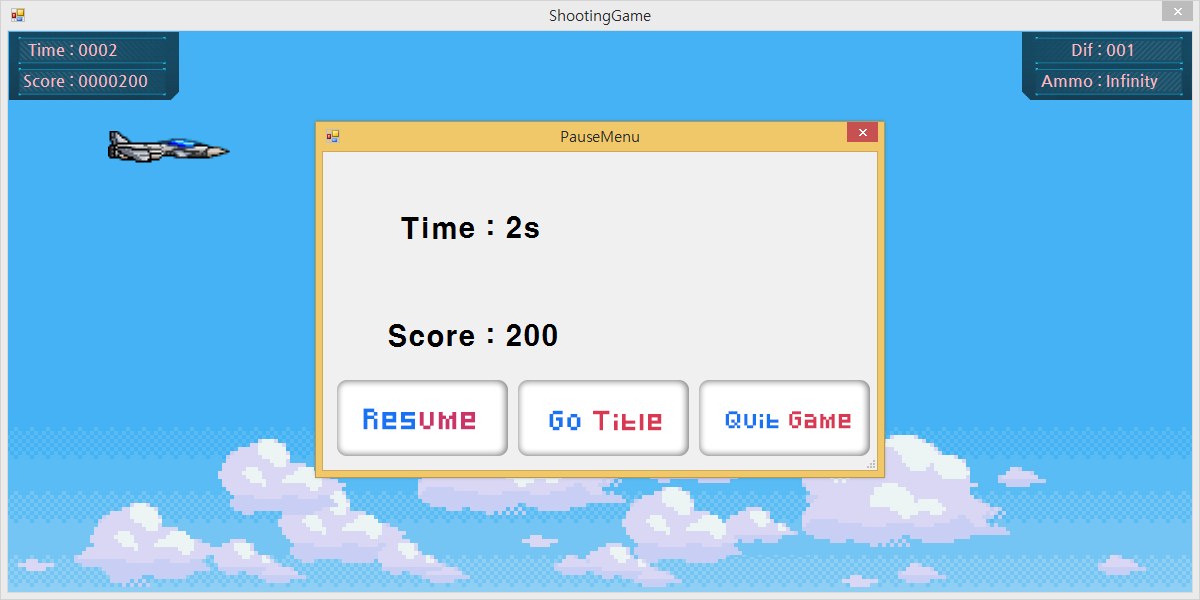 ShootingGame
Time : 0002
Score : 0000200
Dif : 001
Ammo : Infinity
PauseMenu
Time : 2s
Score : 200
Resume
Go Title
Quit Game